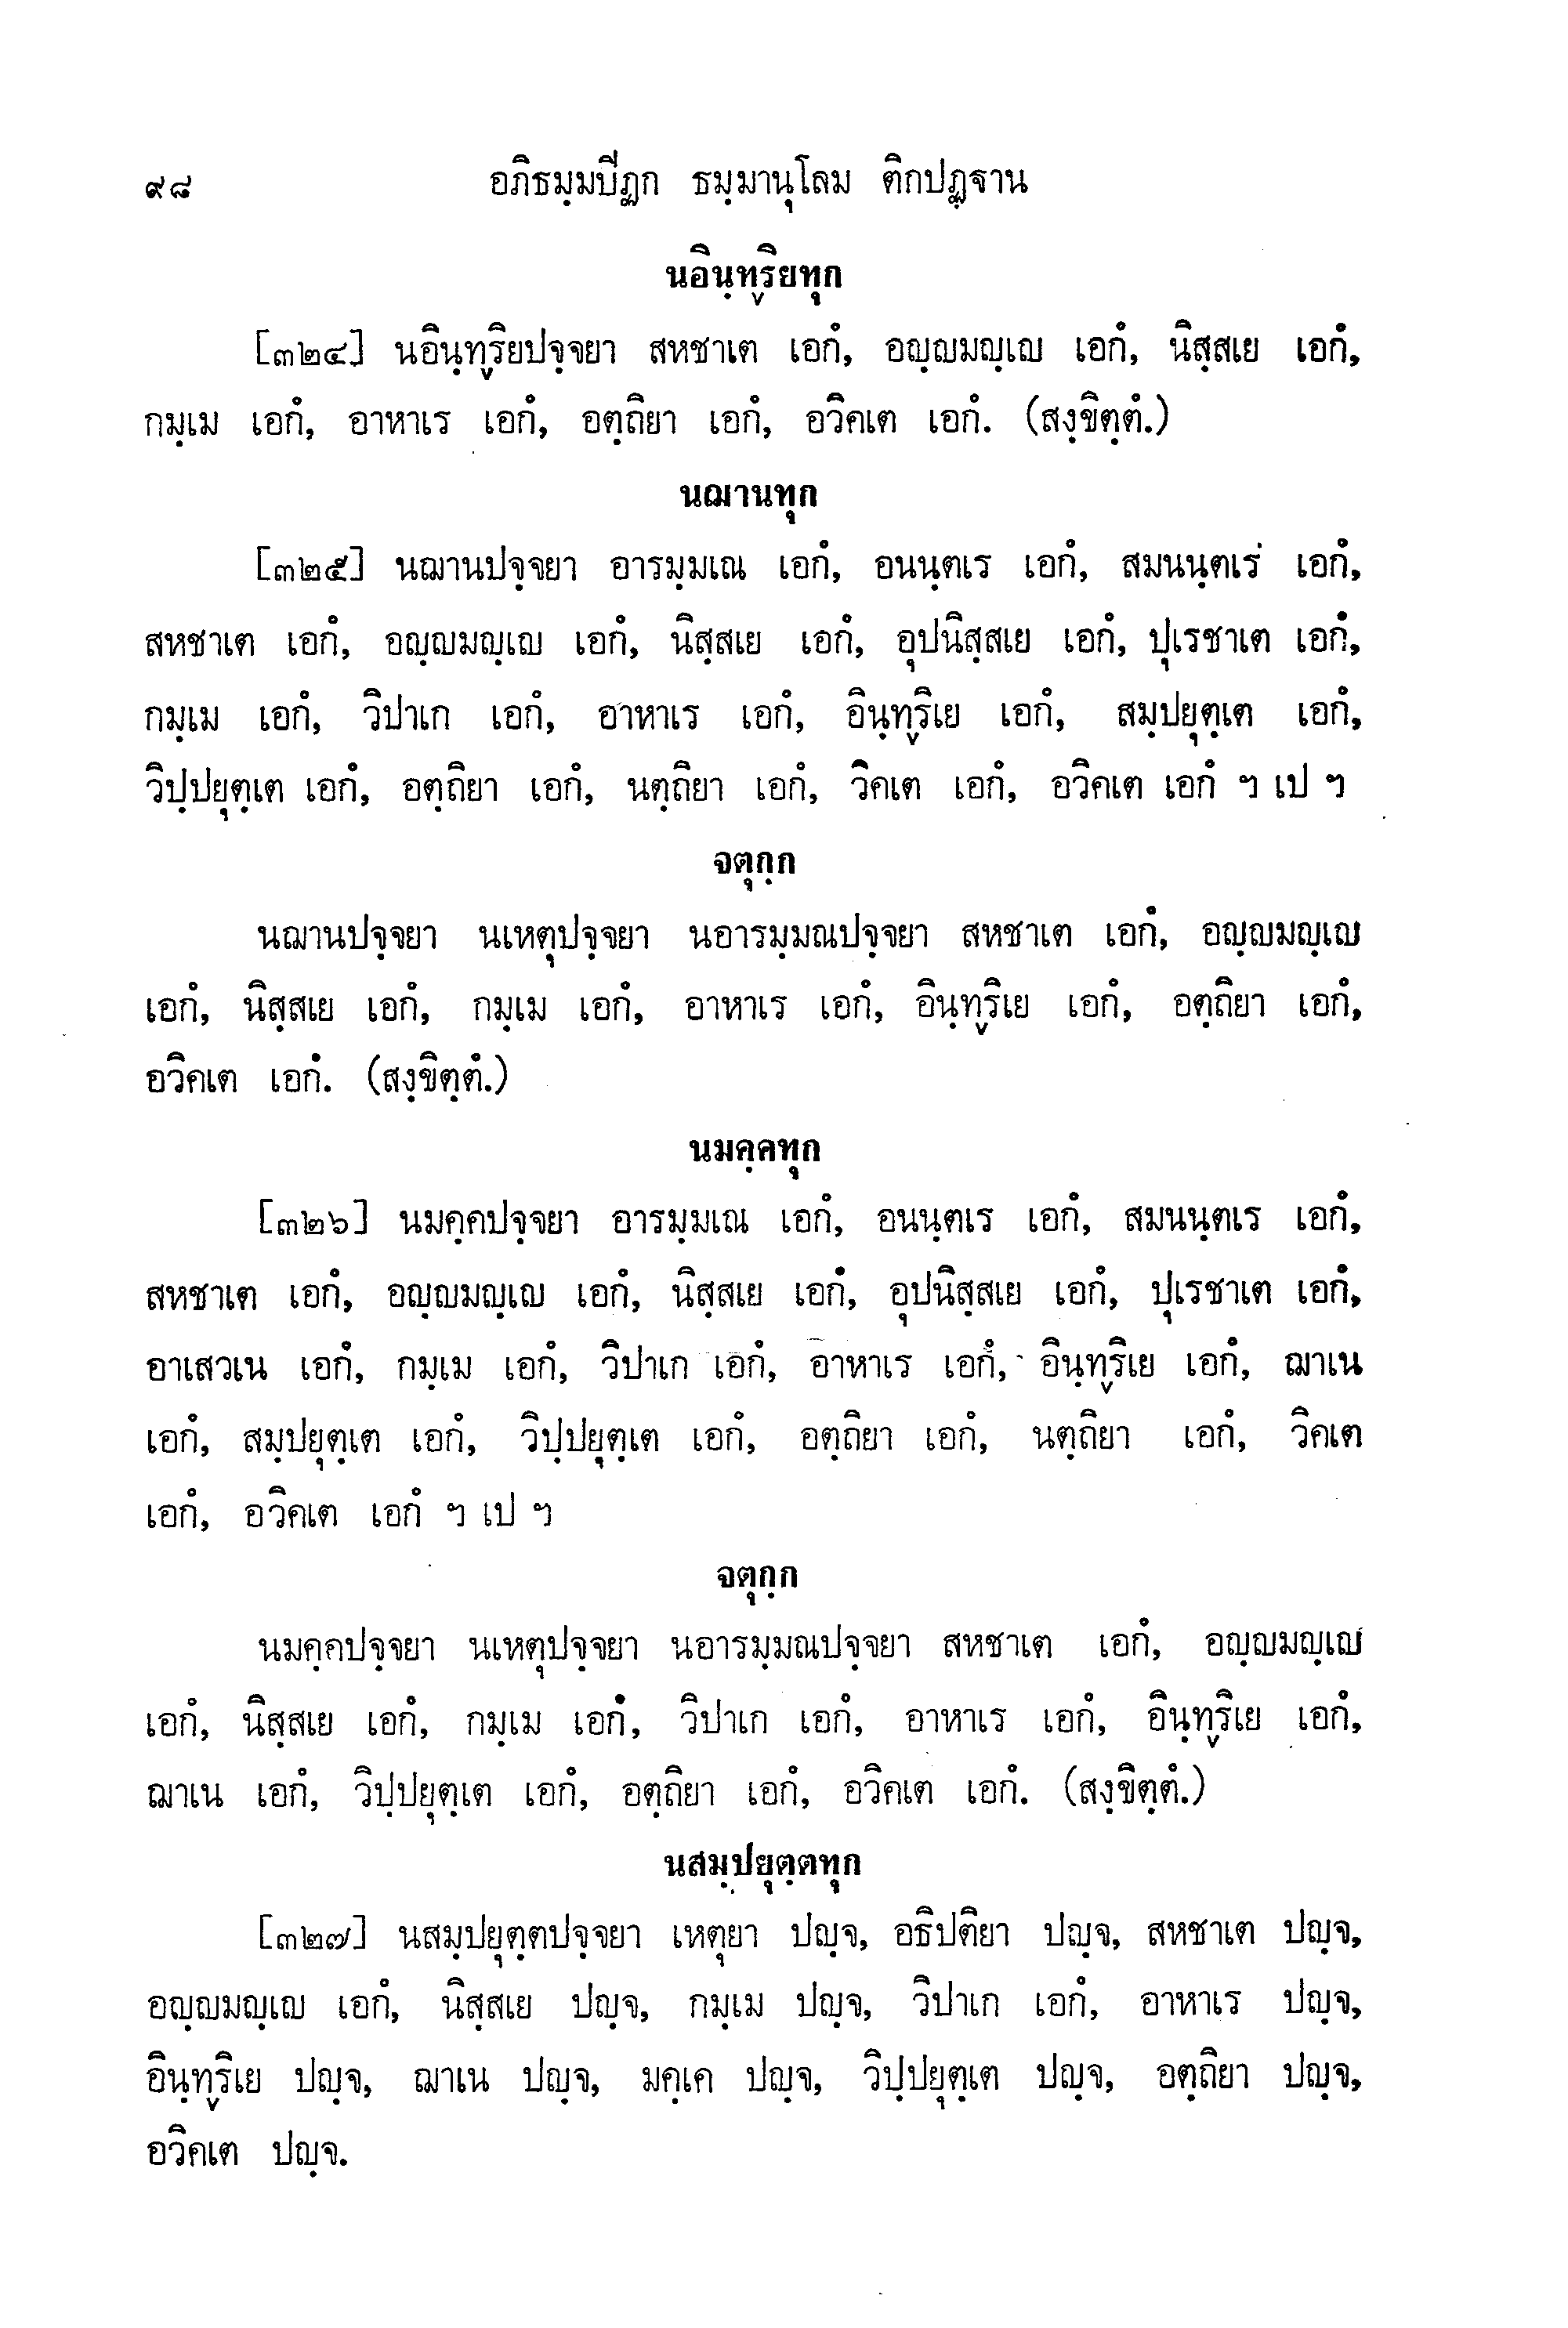 ๙๘ อภิธมฺมปีฏก ธมฺมานุโลม ติกปฏฺฐาน
นอินฺทฺริยทุก
[๓๒๔] นอินฺทฺริยปจฺจยา สหชาเต เอกํ, อญฺญมญฺเญ เอกํ, นิสฺสเย เอกํ,
กมฺเม เอกํ, อาหาเร เอกํ, อตฺถิยา เอกํ, อวิคเต เอกํ. (สงฺขิตฺตํ.)
นฌานทุก
[๓๒๕] นฌานปจฺจยา อารมฺมเณ เอกํ, อนนฺตเร เอกํ, สมนนฺตเร เอกํ,
สหชาเต เอกํ, อญฺญมญฺเญ เอกํ, นิสฺสเย เอกํ, อุปนิสฺสเย เอกํ, ปุเรชาเต เอกํ,
กมฺเม เอกํ, วิปาเก เอกํ, อาหาเร เอกํ, อินฺทฺริเย เอกํ, สมฺปยุตฺเต เอกํ,
วิปฺปยุตฺเต เอกํ, อตฺถิยา เอกํ, นตฺถิยา เอกํ, วิคเต เอกํ, อวิคเต เอกํ ฯ เป ฯ
จตุกฺก
นฌานปจฺจยา นเหตุปจฺจยา นอารมฺมณปจฺจยา สหชาเต เอกํ, อญฺญมญฺเญ
เอกํ, นิสฺสเย เอกํ, กมฺเม เอกํ, อาหาเร เอกํ, อินฺทฺริเย เอกํ, อตฺถิยา เอกํ,
อวิคเต เอกํ. (สงฺขิตฺตํ.)
นมคฺคทุก
[๓๒๖] นมคฺคปจฺจยา อารมฺมเณ เอกํ, อนนฺตเร เอกํ, สมนนฺตเร เอกํ,
สหชาเต เอกํ, อญฺญมญฺเญ เอกํ, นิสฺสเย เอกํ, อุปนิสฺสเย เอกํ, ปุเรชาเต เอกํ,
อาเสวเน เอกํ, กมฺเม เอกํ, วิปาเก เอกํ, อาหาเร เอกํ, อินฺทฺริเย เอกํ, ฌาเน
เอกํ, สมฺปยุตฺเต เอกํ, วิปฺปยุตฺเต เอกํ, อตฺถิยา เอกํ, นตฺถิยา เอกํ, วิคเต
เอกํ, อวิคเต เอกํ ฯ เป ฯ
จตุกฺก
นมคฺคปจฺจยา นเหตุปจฺจยา นอารมฺมณปจฺจยา สหชาเต เอกํ, อญฺญมญฺเญ
เอกํ, นิสฺสเย เอกํ, กมฺเม เอกํ, วิปาเก เอกํ, อาหาเร เอกํ, อินฺทฺริเย เอกํ,
ฌาเน เอกํ, วิปฺปยุตฺเต เอกํ, อตฺถิยา เอกํ, อวิคเต เอกํ. (สงฺขิตฺตํ.)
นสมฺปยุตฺตทุก
[๓๒๗] นสมฺปยุตฺตปจฺจยา เหตุยา ปญฺจ, อธิปติยา ปญฺจ, สหชาเต ปญฺจ,
อญฺญมญฺเญ เอกํ, นิสฺสเย ปญฺจ, กมฺเม ปญฺจ, วิปาเก เอกํ, อาหาเร ปญฺจ,
อินฺทฺริเย ปญฺจ, ฌาเน ปญฺจ, มคฺเค ปญฺจ, วิปฺปยุตฺเต ปญฺจ, อตฺถิยา ปญฺจ,
อวิคเต ปญฺจ.